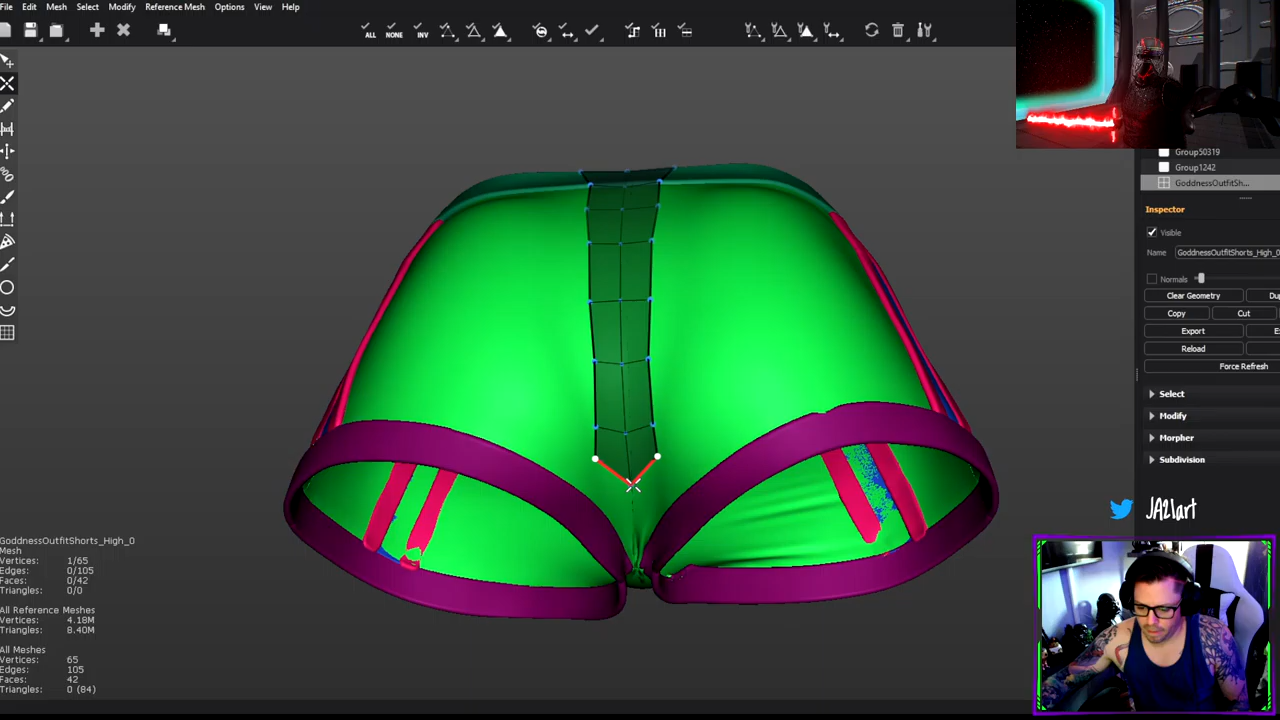 File Edit Mesh Select Modify Reference Mesh Options View Help
ALL NONE INV
Group50319
Group1242
GoddnessOutfitSh...
Inspector
Visible
Name GoddnessOutfitShorts_High_0
Normals
Clear Geometry Du
Copy Cut
Export E
Reload
Force Refresh
Select
Modify
Morpher
Subdivision
JA21art
GoddnessOutfitShorts_High_0
Mesh
Vertices: 1/65
Edges: 0/105
Faces: 0/42
Triangles: 0/0
All Reference Meshes
Vertices: 4.18M
Triangles: 8.40M
All Meshes
Vertices: 65
Edges: 105
Faces: 42
Triangles: 0 (84)